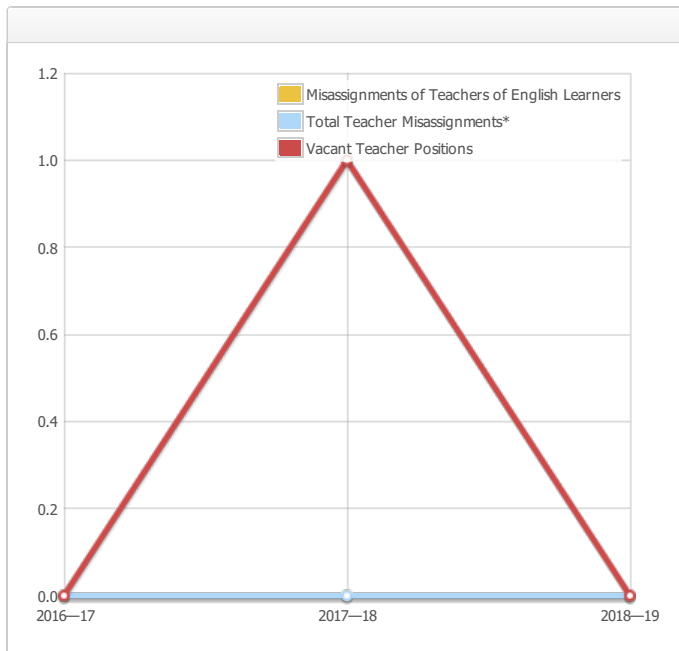 1.2
Misassignments of Teachers of English Learners
Total Teacher Misassignments*
Vacant Teacher Positions
1.0
0.8
0.6
0.4
0.2
0.0
2016—17 2017—18 2018—19